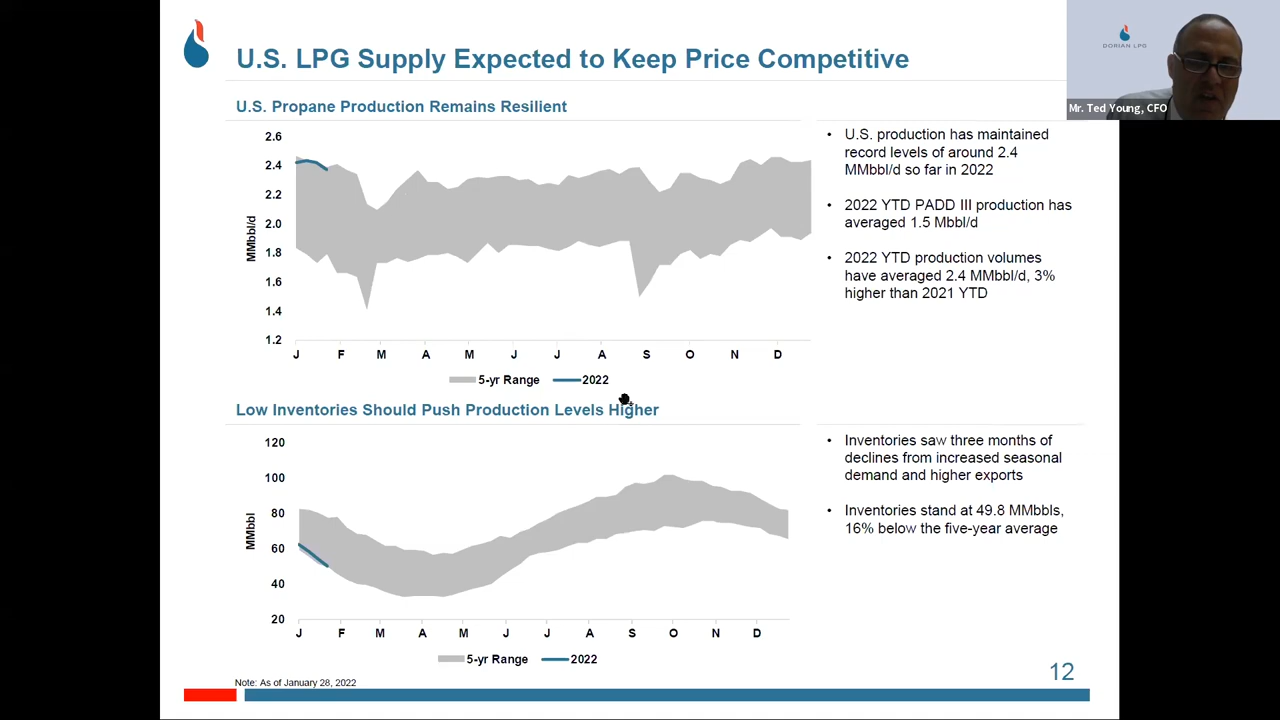 U.S. LPG Supply Expected to Keep Price Competitive
DORIAN LPG
Mr. Ted Young, CFO
U.S. Propane Production Remains Resilient
2.6
2.4
2.2
2.0
1.8
1.6
1.4
1.2
MMbbl/d
J F M A M J J A S O N D
5-yr Range 2022
• U.S. production has maintained
record levels of around 2.4
MMbbl/d so far in 2022
• 2022 YTD PADD III production has
averaged 1.5 Mbbl/d
• 2022 YTD production volumes
have averaged 2.4 MMbbl/d, 3%
higher than 2021 YTD
Low Inventories Should Push Production Levels Higher
120
100
80
60
40
20
MMbbl
J F M A M J J A S O N D
5-yr Range 2022
• Inventories saw three months of
declines from increased seasonal
demand and higher exports
• Inventories stand at 49.8 MMbbls,
16% below the five-year average
Note: As of January 28, 2022
12